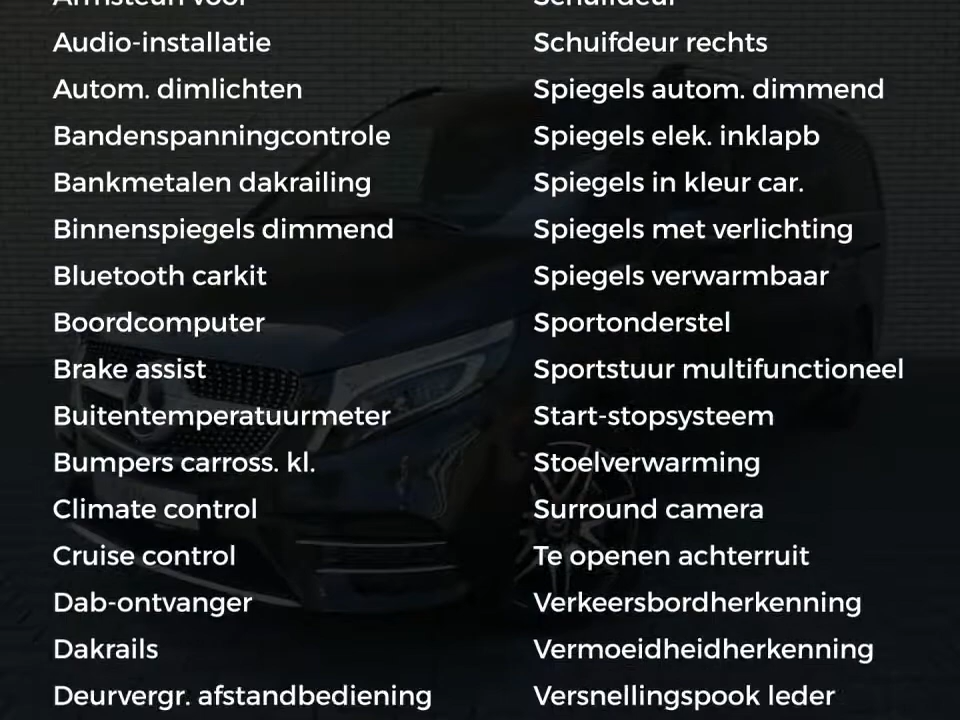 Armsteun voor
Audio-installatie
Autom. dimlichten
Bandenspanningcontrole
Bankmetalen dakrailing
Binnenspiegels dimmend
Bluetooth carkit
Boordcomputer
Brake assist
Buitentemperatuurmeter
Bumpers carross. kl.
Climate control
Cruise control
Dab-ontvanger
Dakrails
Deurvergr. afstandbediening
Schuifdeur
Schuifdeur rechts
Spiegels autom. dimmend
Spiegels elek. inklapb
Spiegels in kleur car.
Spiegels met verlichting
Spiegels verwarmbaar
Sportonderstel
Sportstuur multifunctioneel
Start-stopsysteem
Stoelverwarming
Surround camera
Te openen achterruit
Verkeersbordherkenning
Vermoeidheidherkenning
Versnellingspook leder